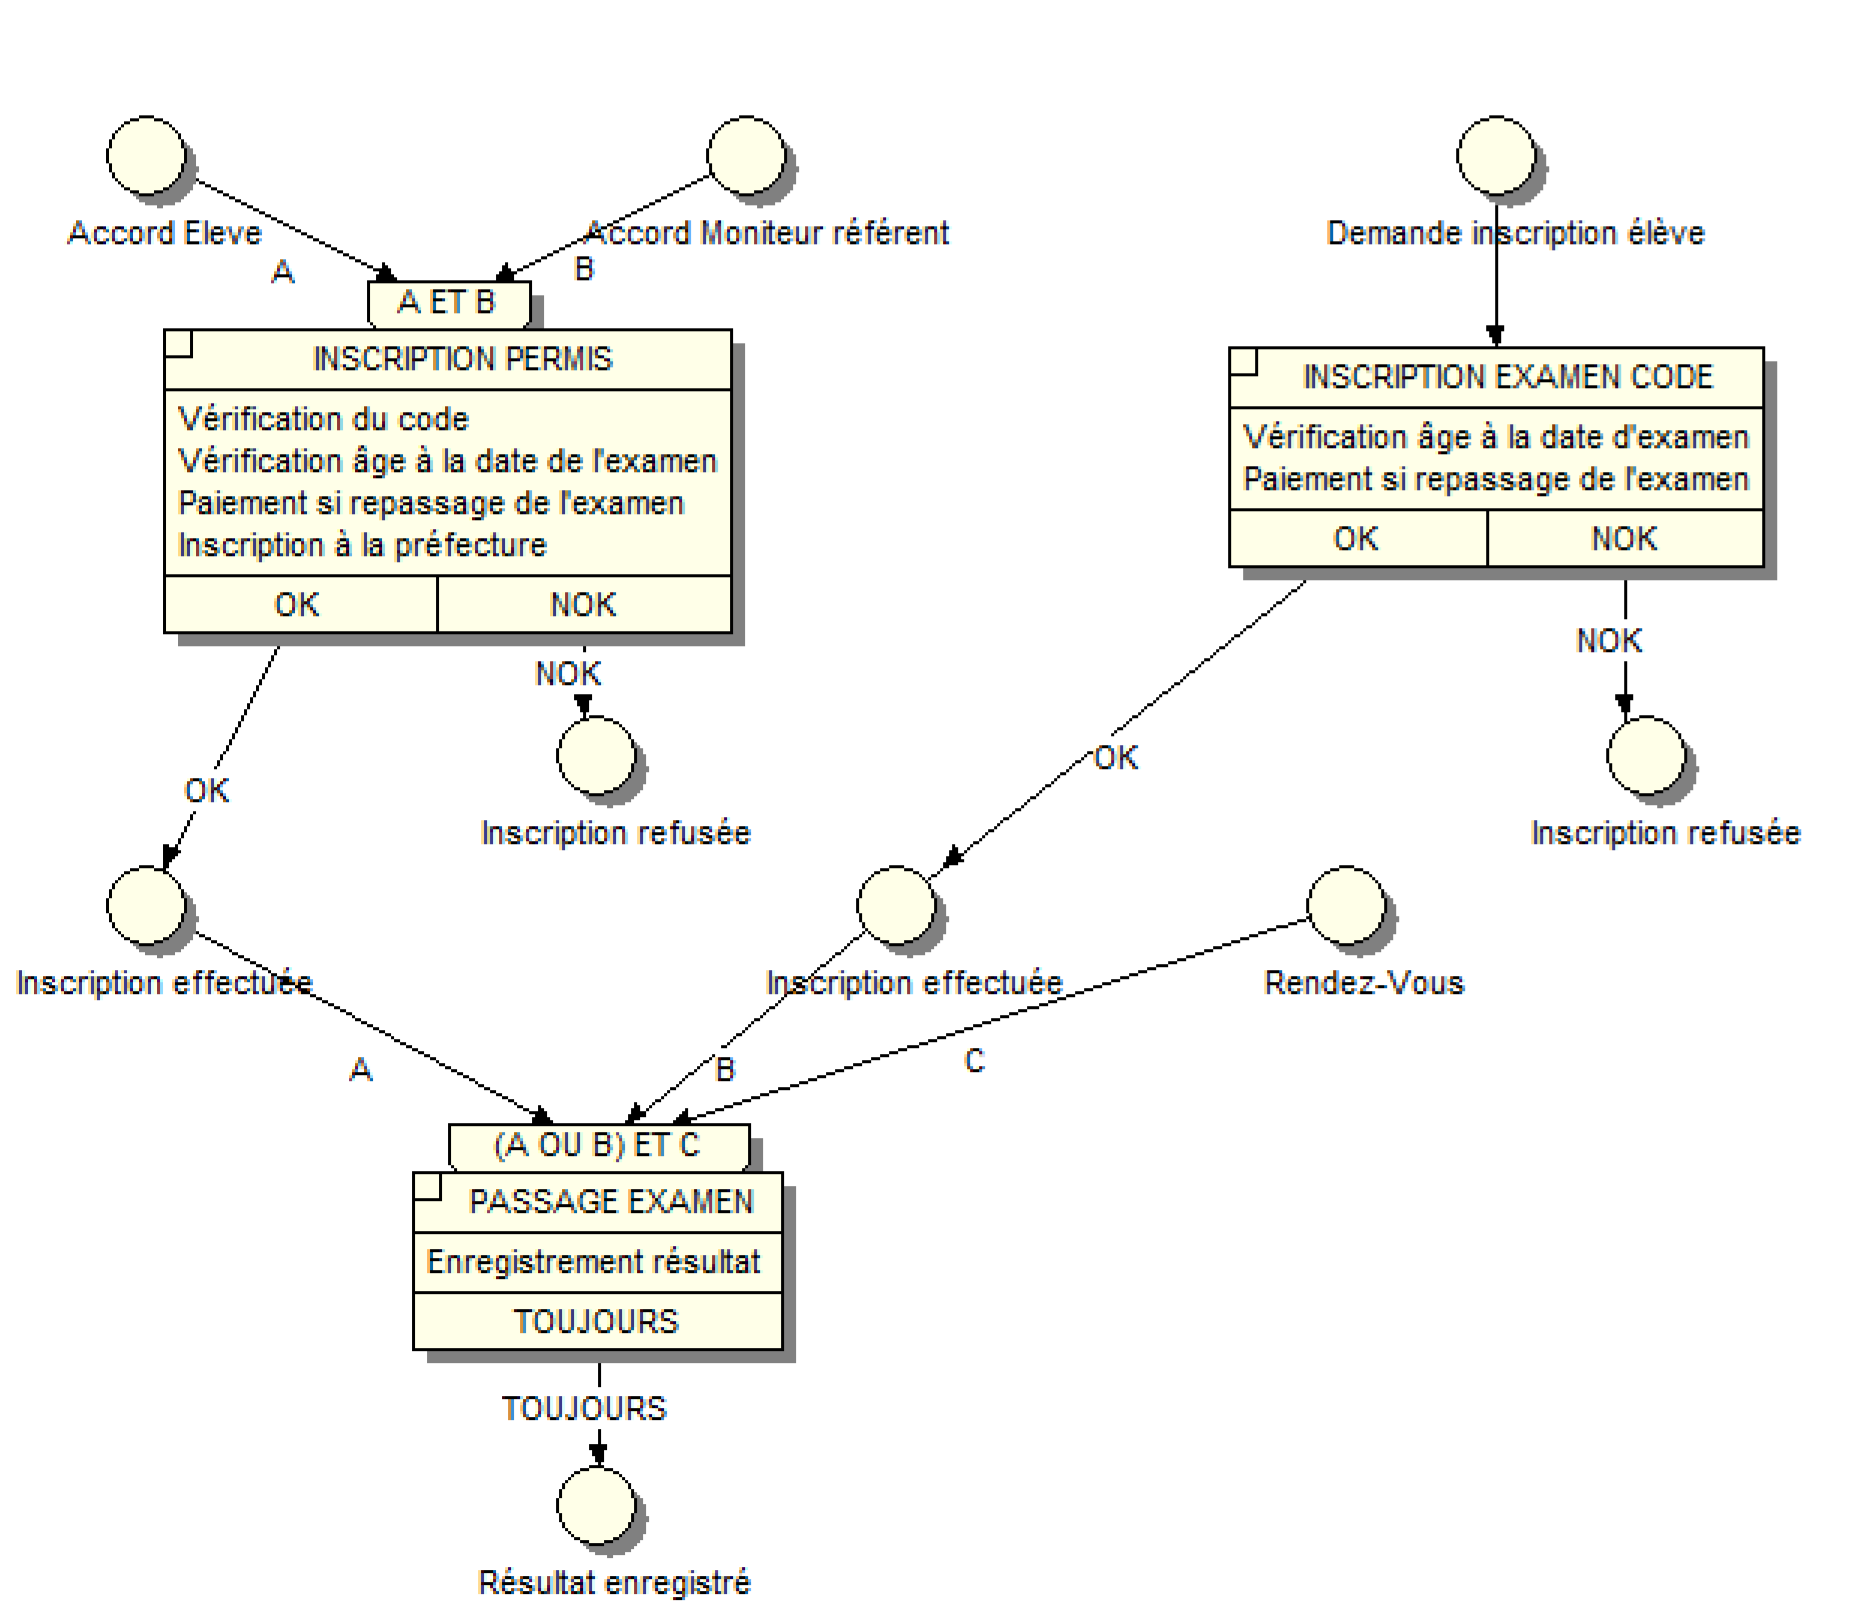 Accord Eleve
Accord Moniteur référent
Demande inscription élève
A
B
A ET B
INSCRIPTION PERMIS
Vérification du code
Vérification âge à la date de l'examen
Paiement si repassage de l'examen
Inscription à la préfecture
OK
NOK
INSCRIPTION EXAMEN CODE
Vérification âge à la date d'examen
Paiement si repassage de l'examen
OK
NOK
NOK
NOK
OK
OK
Inscription refusée
Inscription refusée
Inscription effectuée
Inscription effectuée
Rendez-Vous
A
B
C
(A OU B) ET C
PASSAGE EXAMEN
Enregistrement résultat
TOUJOURS
TOUJOURS
Résultat enregistré